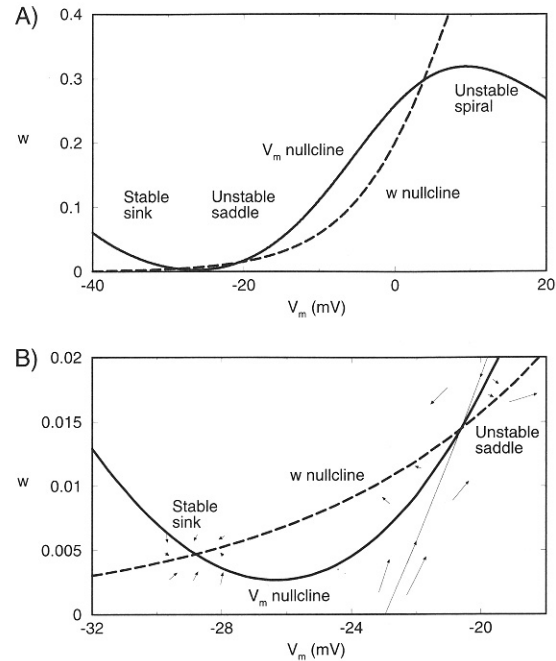 A)
0.4
0.3
0.2
0.1
0
w
Unstable
spiral
V_m nullcline
Stable
sink
Unstable
saddle
w nullcline
-40
-20
0
20
V_m (mV)
B)
0.02
0.015
0.01
0.005
0
w
Unstable
saddle
w nullcline
Stable
sink
V_m nullcline
-32
-28
-24
-20
V_m (mV)